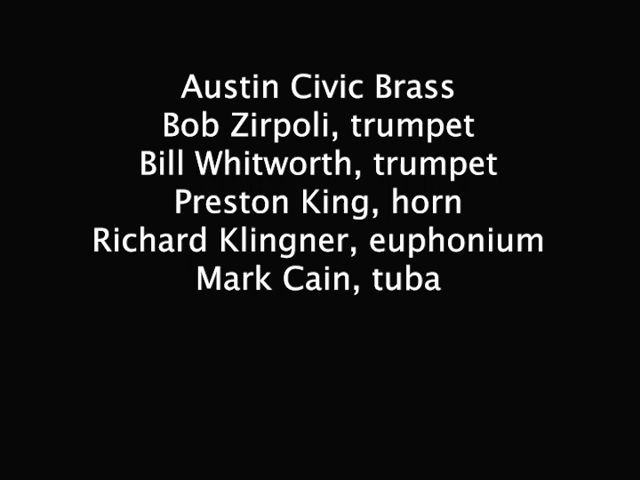 Austin Civic Brass
Bob Zirpoli, trumpet
Bill Whitworth, trumpet
Preston King, horn
Richard Klingner, euphonium
Mark Cain, tuba